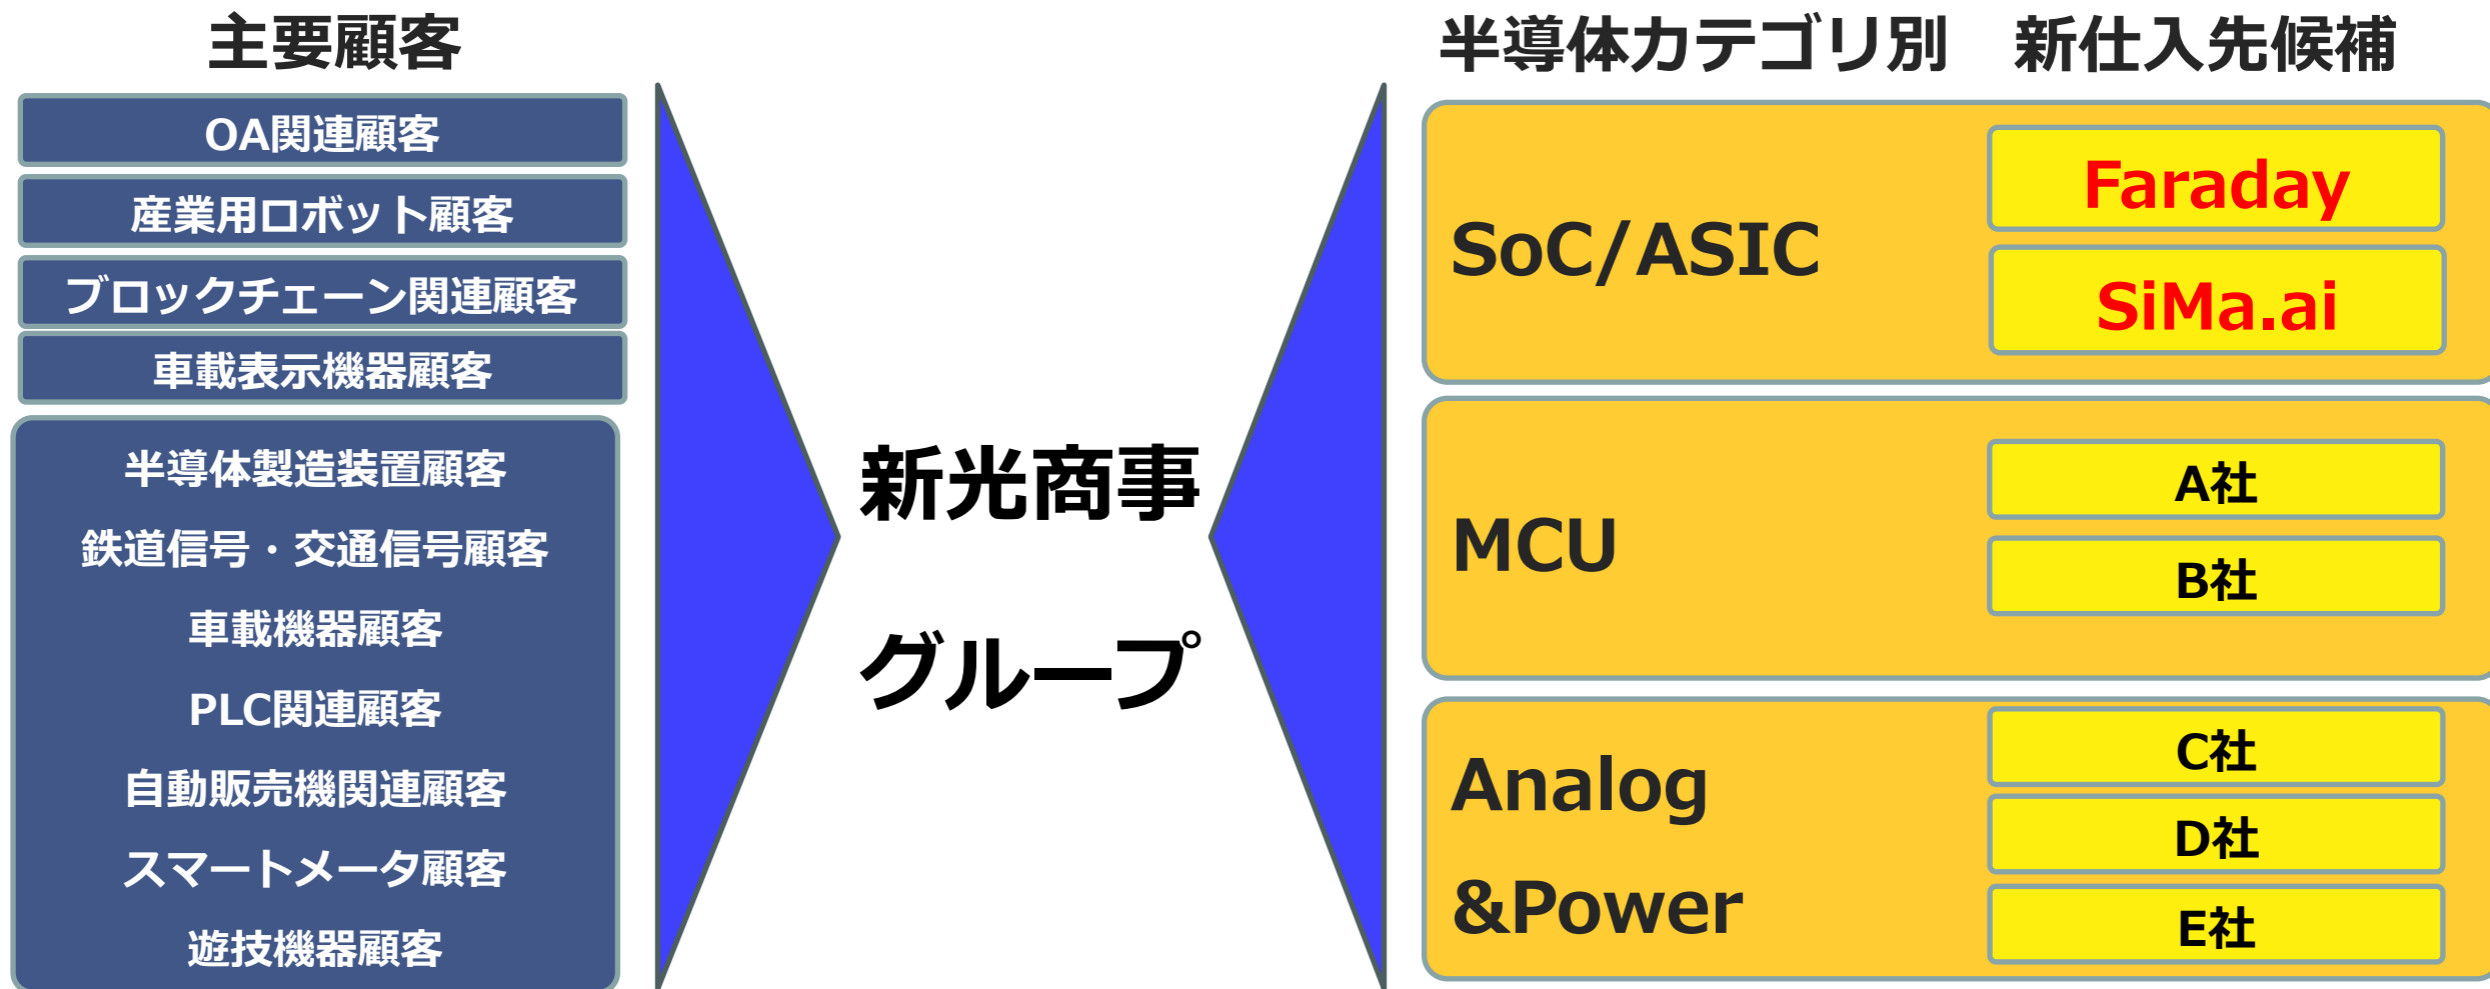 主要顧客
OA関連顧客
産業用ロボット顧客
ブロックチェーン関連顧客
車載表示機器顧客
半導体製造装置顧客
鉄道信号・交通信号顧客
車載機器顧客
PLC関連顧客
自動販売機関連顧客
スマートメータ顧客
遊技機器顧客
新光商事
グループ
半導体カテゴリ別 新仕入先候補
SoC/ASIC
Faraday
SiMa.ai
MCU
A社
B社
Analog
&Power
C社
D社
E社